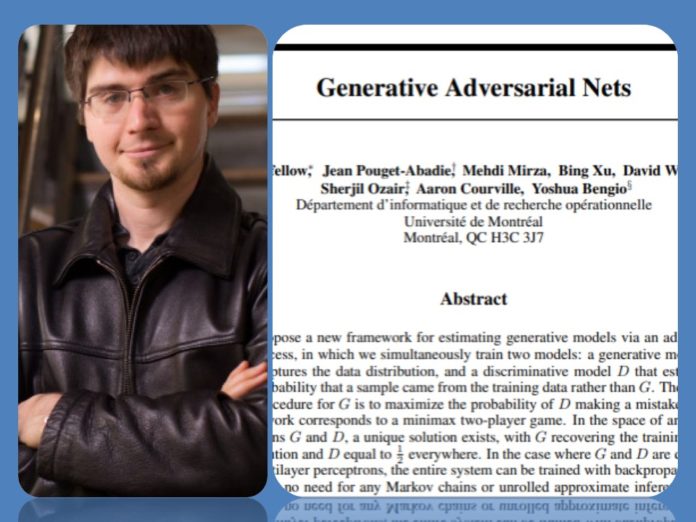 Generative Adversarial Nets
fellow,* Jean Pouget-Abadie,† Mehdi Mirza, Bing Xu, David W
Sherjil Ozair,‡ Aaron Courville, Yoshua Bengio§
Département d'informatique et de recherche opérationnelle
Université de Montréal
Montréal, QC H3C 3J7
Abstract
pose a new framework for estimating generative models via an ad
cess, in which we simultaneously train two models: a generative m
ptures the data distribution, and a discriminative model D that est
bability that a sample came from the training data rather than G. The
cedure for G is to maximize the probability of D making a mistak
ork corresponds to a minimax two-player game. In the space of ar
ns G and D, a unique solution exists, with G recovering the trainin
tion and D equal to ½ everywhere. In the case where G and D are d
tilayer perceptrons, the entire system can be trained with backpropa
no need for any Markov chains or unrolled approximate infere